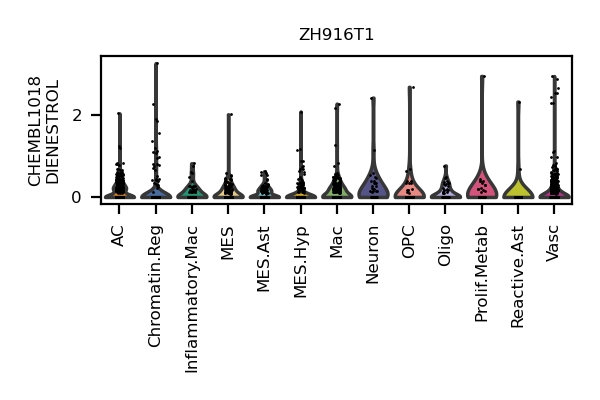 ZH916T1
CHEMBL1018
DIENESTROL
2
0
AC
Chromatin.Reg
Inflammatory.Mac
MES
MES.Ast
MES.Hyp
Mac
Neuron
OPC
Oligo
Prolif.Metab
Reactive.Ast
Vasc